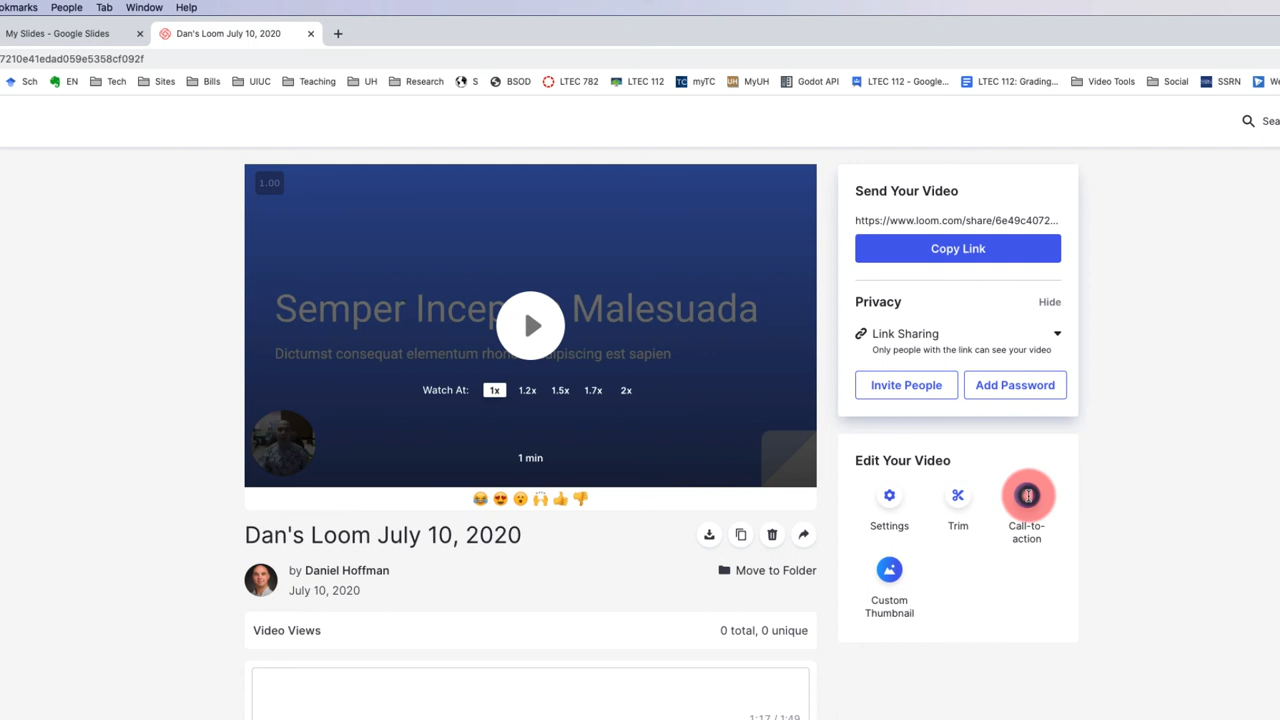 okmarks People Tab Window Help
My Slides - Google Slides Dan's Loom July 10, 2020
7210e41edad059e5358cf092f
Sch EN Tech Sites Bills UIUC Teaching UH Research S BSOD LTEC 782 LTEC 112 myTC MyUH Godot API LTEC 112 - Google... LTEC 112: Grading... Video Tools Social SSRN We
Sea
1.00
Semper Incep Malesuada
Dictumst consequat elementum rhon dipiscing est sapien
Watch At: 1x 1.2x 1.5x 1.7x 2x
1 min
Dan's Loom July 10, 2020
by Daniel Hoffman
July 10, 2020
Move to Folder
Video Views 0 total, 0 unique
1:17 / 1:49
Send Your Video
https://www.loom.com/share/6e49c4072...
Copy Link
Privacy Hide
Link Sharing
Only people with the link can see your video
Invite People Add Password
Edit Your Video
Settings Trim Call-to-
action
Custom
Thumbnail